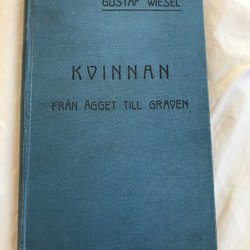 GUSTAF WIESEL
KVINNAN
FRÅN ÄGGET TILL GRAVEN